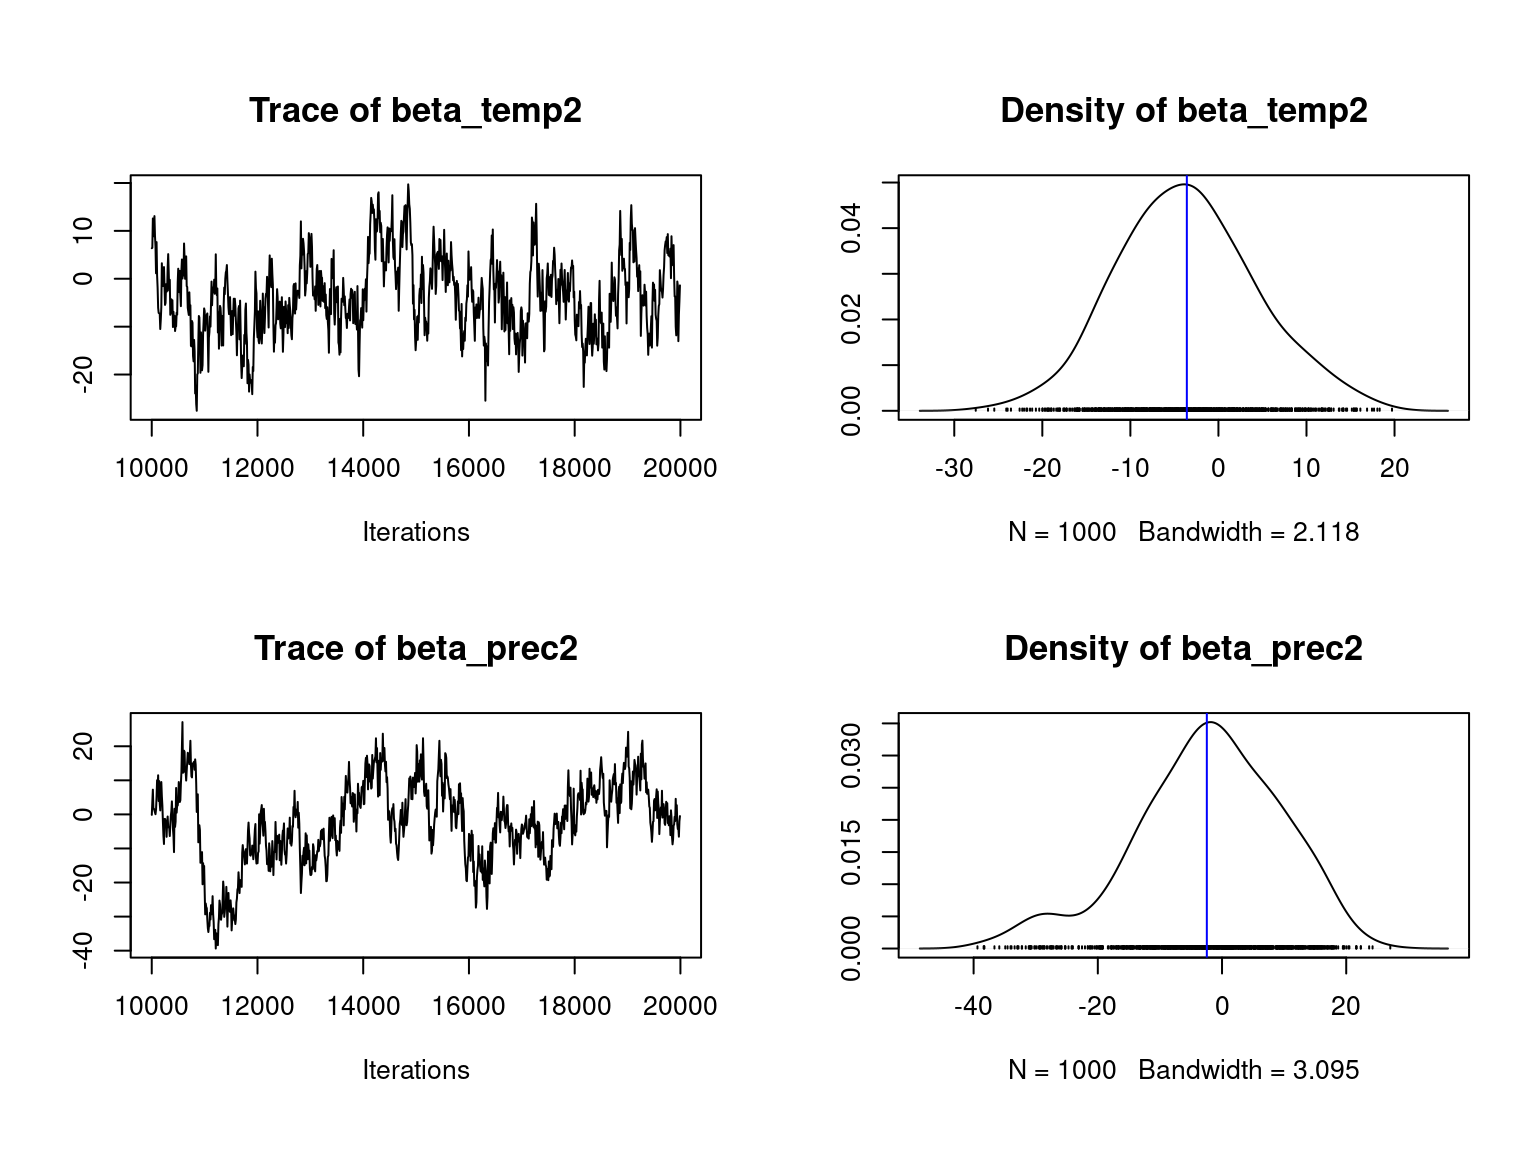 Trace of beta_temp2
10
0
-20
10000 12000 14000 16000 18000 20000
Iterations
Density of beta_temp2
0.04
0.02
0.00
-30 -20 -10 0 10 20
N = 1000 Bandwidth = 2.118
Trace of beta_prec2
20
0
-20
-40
10000 12000 14000 16000 18000 20000
Iterations
Density of beta_prec2
0.030
0.015
0.000
-40 -20 0 20
N = 1000 Bandwidth = 3.095